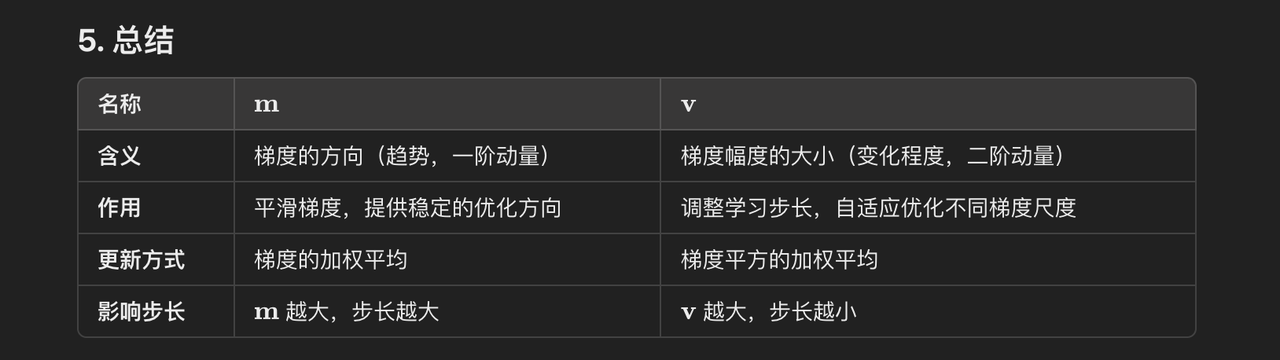 5. 总结
名称 m v
含义 梯度的方向（趋势，一阶动量） 梯度幅度的大小（变化程度，二阶动量）
作用 平滑梯度，提供稳定的优化方向 调整学习步长，自适应优化不同梯度尺度
更新方式 梯度的加权平均 梯度平方的加权平均
影响步长 m 越大，步长越大 v 越大，步长越小